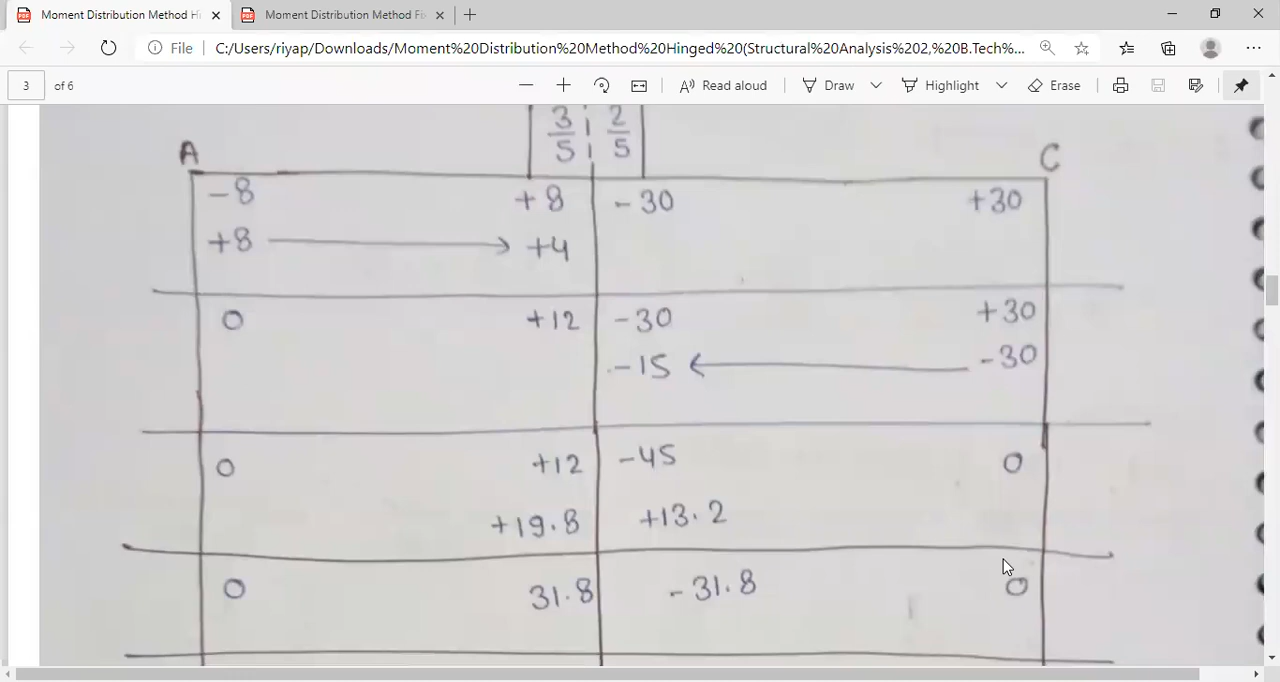 Moment Distribution Method Hi
Moment Distribution Method Fix
File C:/Users/riyap/Downloads/Moment%20Distribution%20Method%20Hinged%20(Structural%20Analysis%202,%20B.Tech%...
3 of 6 Read aloud Draw Highlight Erase
3/5 2/5
A C
-8 +8 -30 +30
+8 → +4
0 +12 -30 +30
-15 ← -30
0 +12 -45 0
+19.8 +13.2
0 31.8 -31.8 0